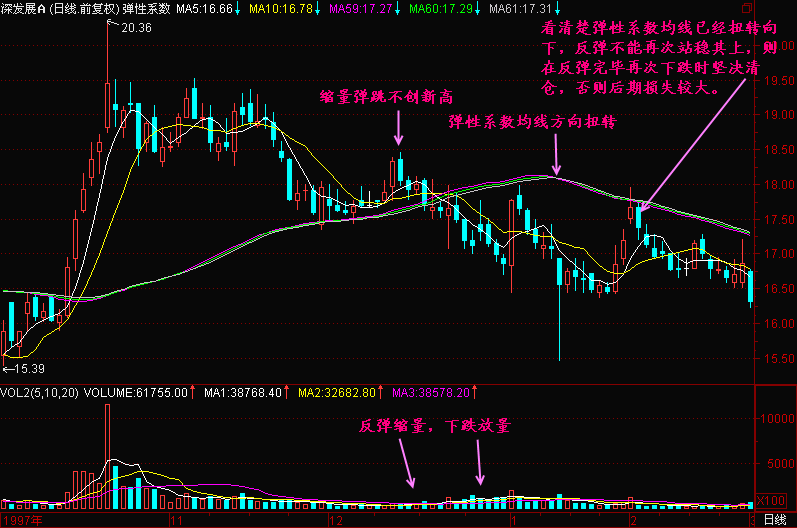 深发展A (日线.前复权) 弹性系数 MA5:16.66↓ MA10:16.78↓ MA59:17.27↓ MA60:17.29↓ MA61:17.31↓
20.36
看清楚弹性系数均线已经扭转向
下，反弹不能再次站稳其上，则
在反弹完毕再次下跌时坚决清
仓，否则后期损失较大。
缩量弹跳不创新高
弹性系数均线方向扭转
20.00
19.50
19.00
18.50
18.00
17.50
17.00
16.50
16.00
15.50
←15.39
VOL2(5,10,20) VOLUME:61755.00↑ MA1:38768.40↑ MA2:32682.80↑ MA3:38578.20↑
反弹缩量，下跌放量
10000
5000
X100
1997年 11 12 1 2 3 日线